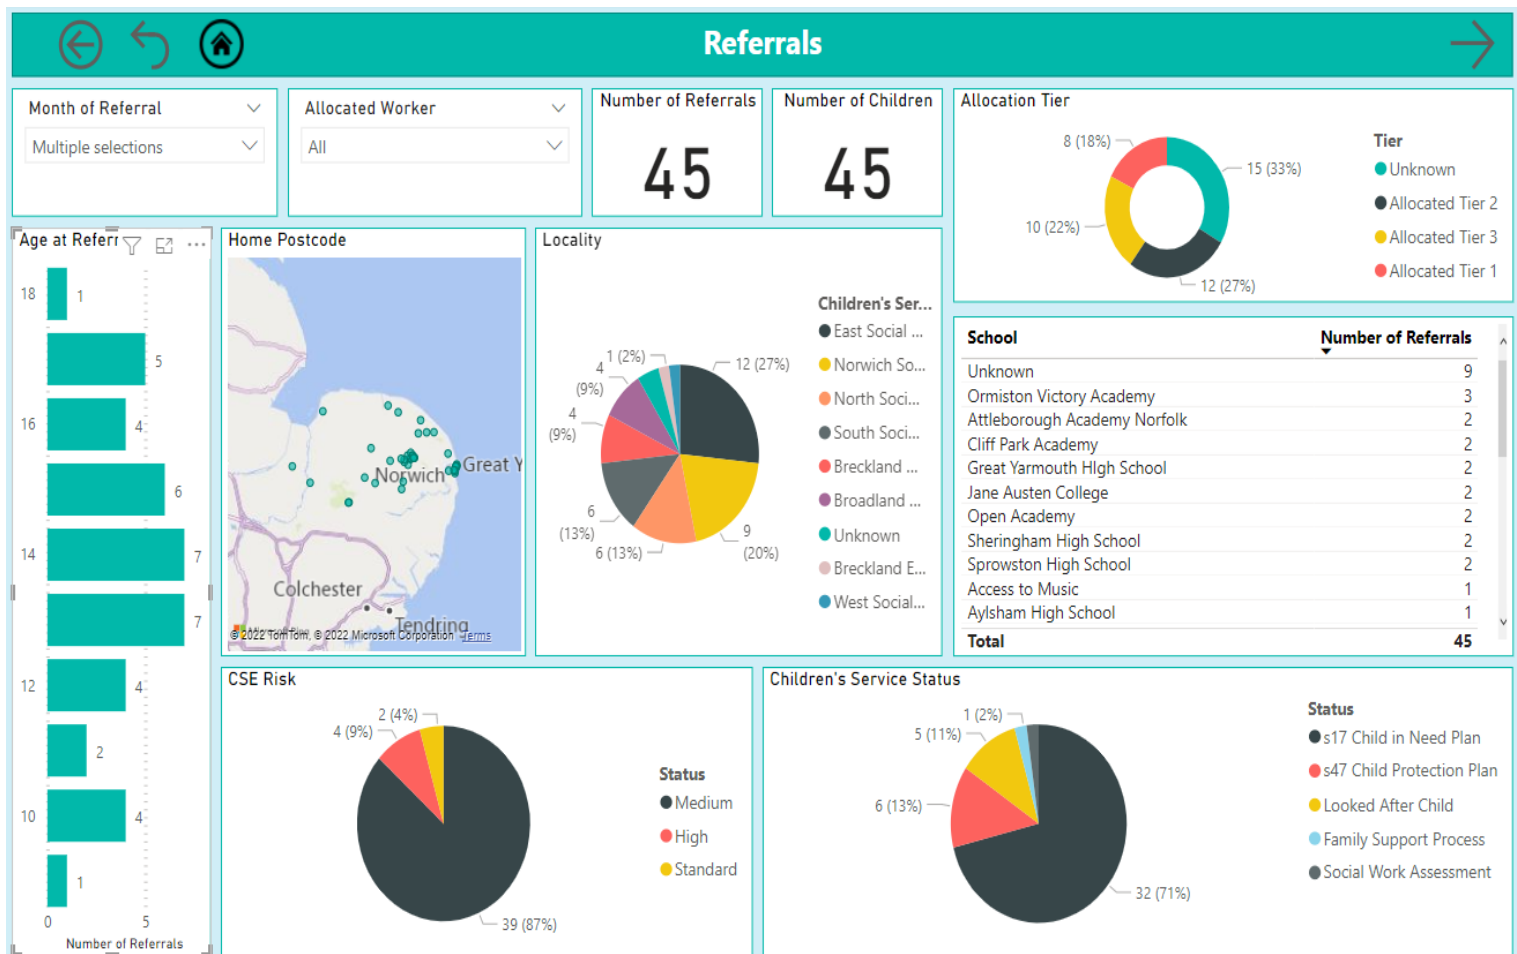 Referrals
Month of Referral
Multiple selections
Allocated Worker
All
Number of Referrals
45
Number of Children
45
Allocation Tier
8 (18%)
15 (33%)
10 (22%)
12 (27%)
Tier
Unknown
Allocated Tier 2
Allocated Tier 3
Allocated Tier 1
Age at Referr
18
1
5
16
4
6
14
7
7
12
4
2
10
4
1
0
5
Number of Referrals
Home Postcode
Norwich
Great Y
Colchester
Tendring
© 2022 TomTom, © 2022 Microsoft Corporation
Terms
Locality
1 (2%)
12 (27%)
4
(9%)
4
(9%)
6
(13%)
6 (13%)
9
(20%)
Children's Ser...
East Social ...
Norwich So...
North Soci...
South Soci...
Breckland ...
Broadland ...
Unknown
Breckland E...
West Social...
School Number of Referrals
Unknown 9
Ormiston Victory Academy 3
Attleborough Academy Norfolk 2
Cliff Park Academy 2
Great Yarmouth HIgh School 2
Jane Austen College 2
Open Academy 2
Sheringham High School 2
Sprowston High School 2
Access to Music 1
Aylsham High School 1
Total 45
CSE Risk
2 (4%)
4 (9%)
39 (87%)
Status
Medium
High
Standard
Children's Service Status
1 (2%)
5 (11%)
6 (13%)
32 (71%)
Status
s17 Child in Need Plan
s47 Child Protection Plan
Looked After Child
Family Support Process
Social Work Assessment